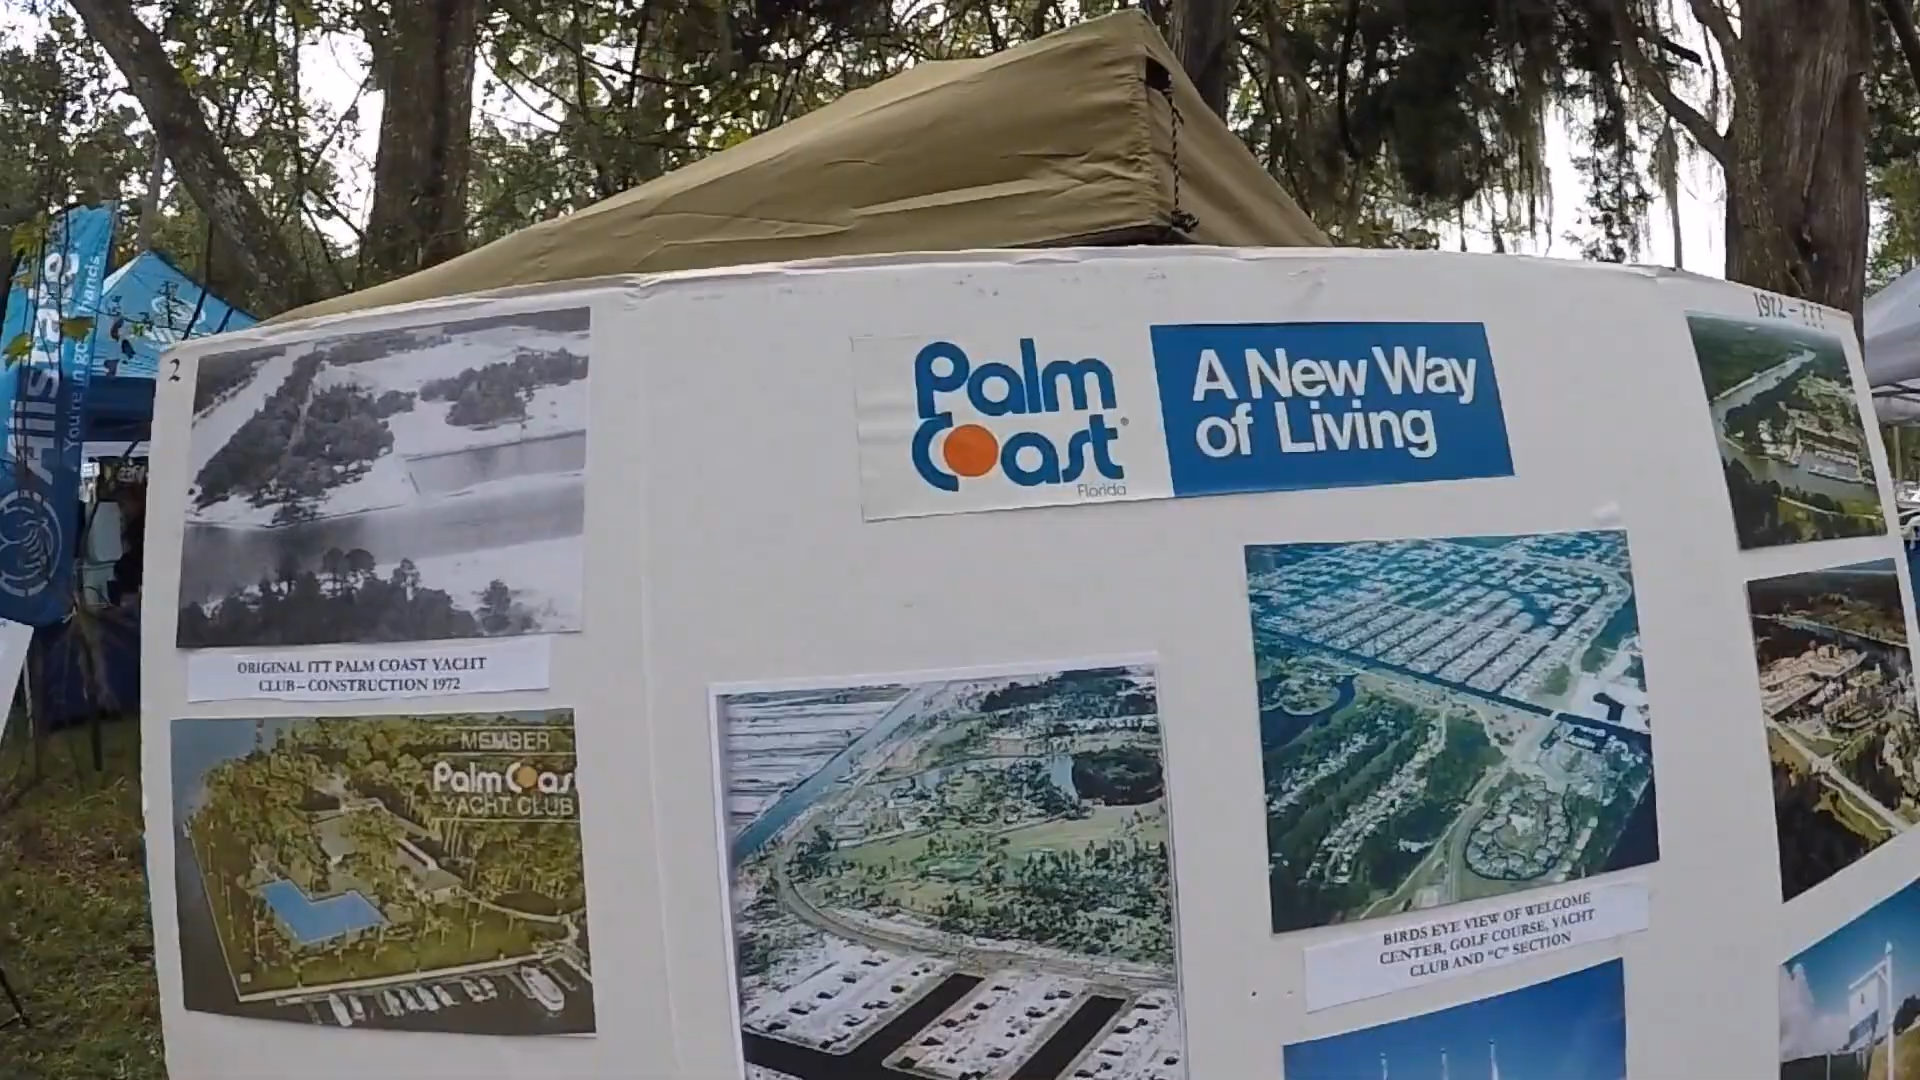 2
ORIGINAL ITT PALM COAST YACHT
CLUB – CONSTRUCTION 1972
MEMBER
Palm Coas
YACHT CLUB
Palm
Coast®
Florida
A New Way
of Living
BIRDS EYE VIEW OF WELCOME
CENTER, GOLF COURSE, YACHT
CLUB AND "C" SECTION
Allstate
You're in good hands